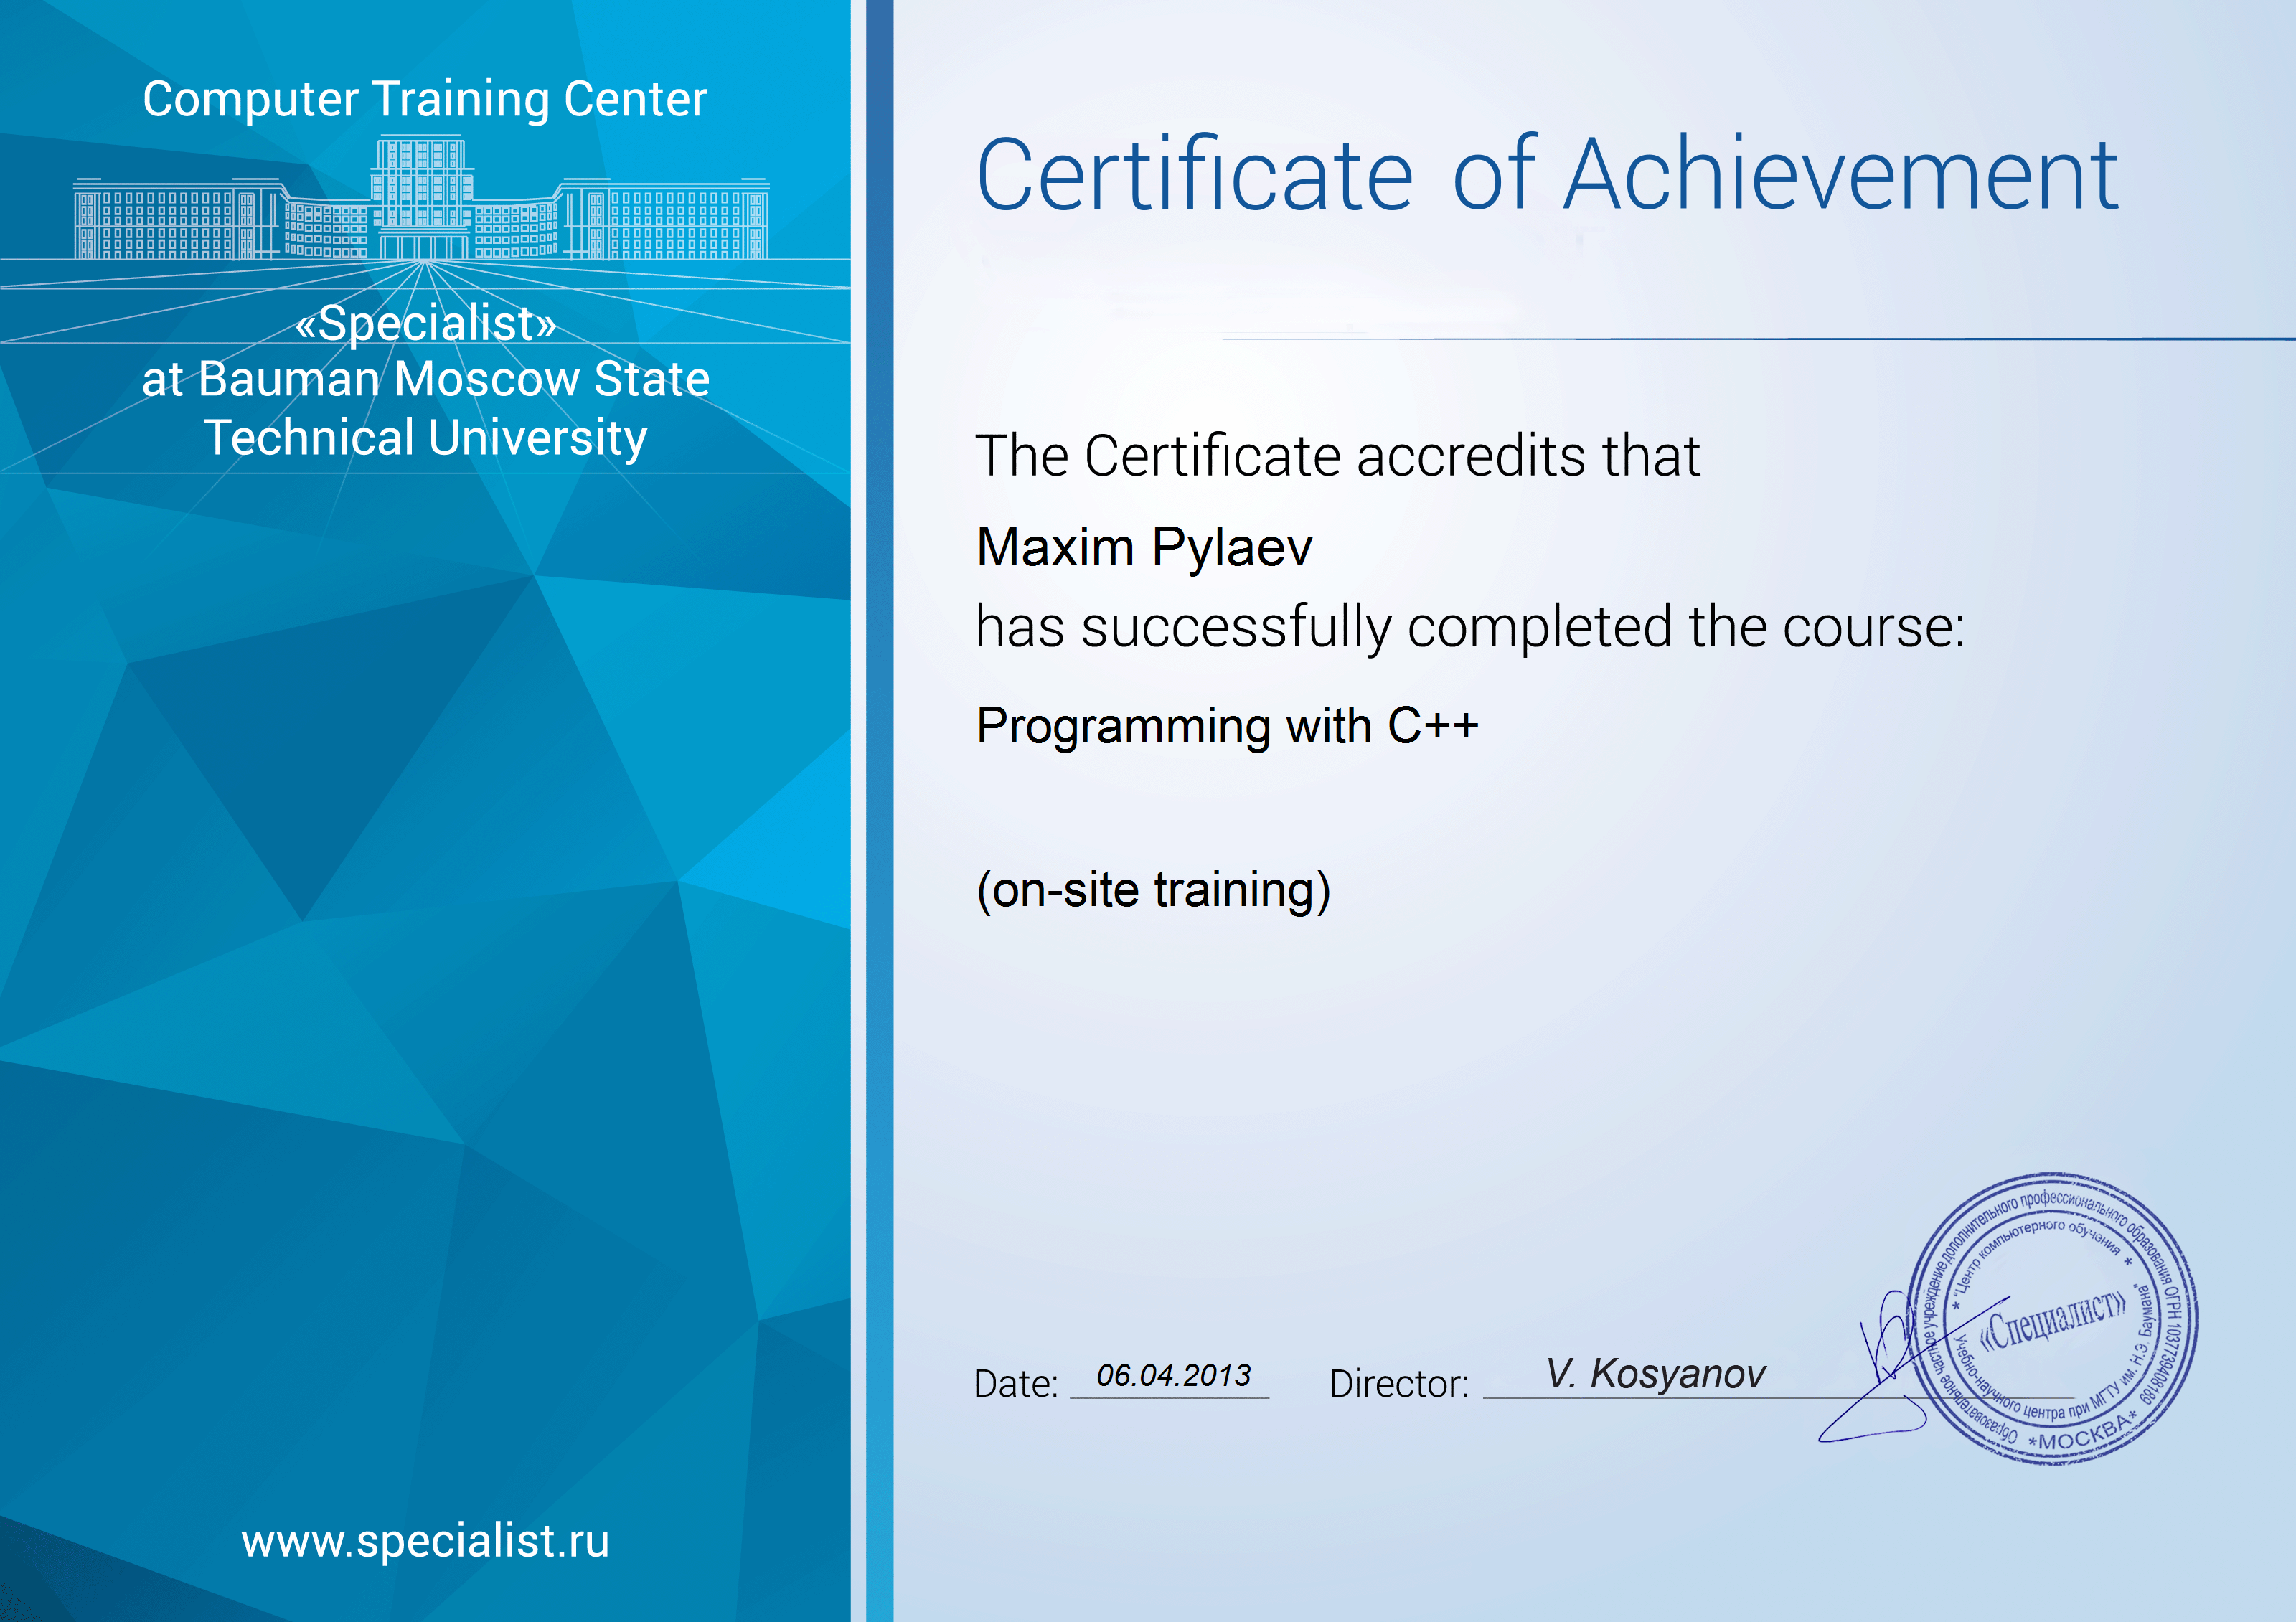 Computer Training Center
«Specialist»
at Bauman Moscow State
Technical University
www.specialist.ru
Certificate of Achievement
The Certificate accredits that
Maxim Pylaev
has successfully completed the course:
Programming with C++
(on-site training)
Date: 06.04.2013 Director: V. Kosyanov
Образовательное частное учреждение дополнительного профессионального образования ОГРН 1037739408189
*МОСКВА*
* "Центр компьютерного обучения *
Учебно-научного центра при МГТУ им. Н.Э. Баумана"
«Специалист»